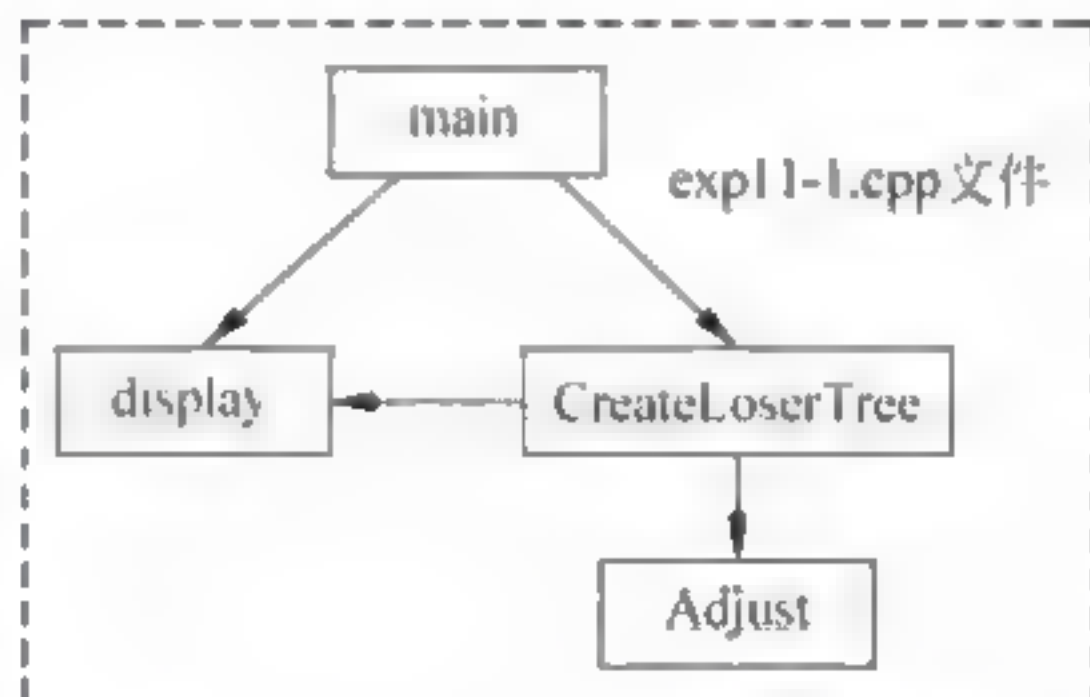 main
exp11-1.cpp文件
display
CreateLoserTree
Adjust